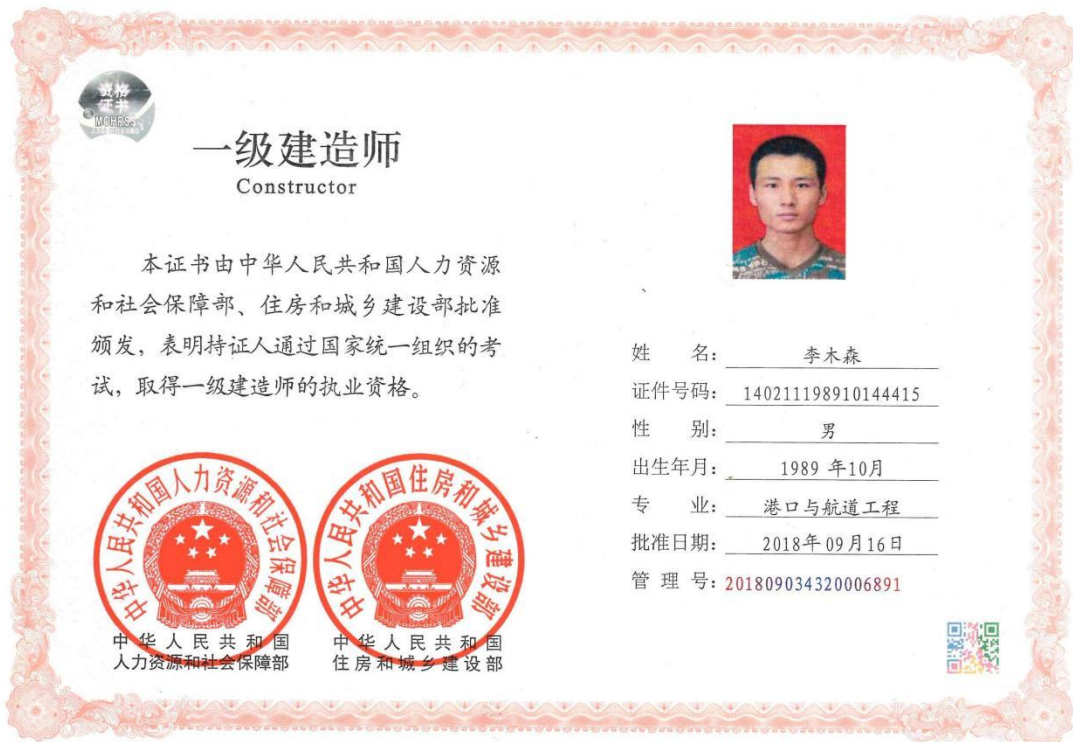 资格
证书
MOHRSS
一级建造师
Constructor
本证书由中华人民共和国人力资源
和社会保障部、住房和城乡建设部批准
颁发，表明持证人通过国家统一组织的考
试，取得一级建造师的执业资格。
中华人民共和国人力资源和社会保障部
中华人民共和国
人力资源和社会保障部
中华人民共和国住房和城乡建设部
中华人民共和国
住房和城乡建设部
姓 名：李木森
证件号码：140211198910144415
性 别：男
出生年月：1989 年10月
专 业：港口与航道工程
批准日期：2018年09月16日
管 理 号：201809034320006891